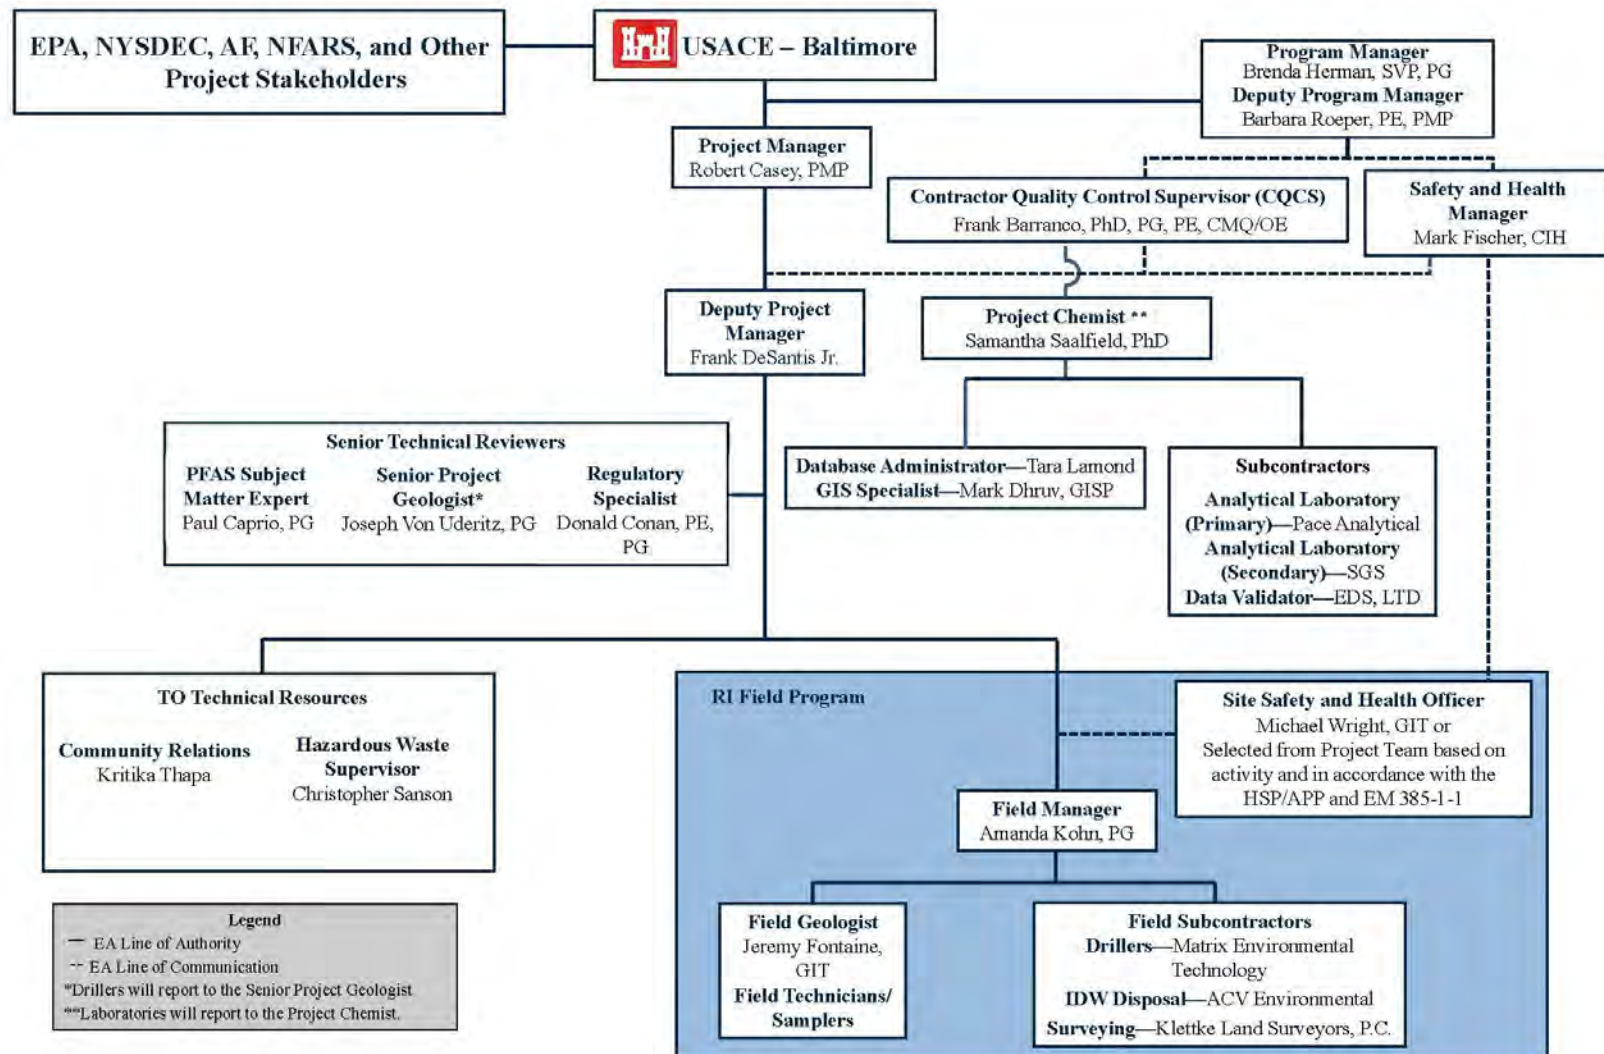 EPA, NYSDEC, AF, NFARS, and Other
Project Stakeholders
USACE – Baltimore
Program Manager
Brenda Herman, SVP, PG
Deputy Program Manager
Barbara Roeper, PE, PMP
Project Manager
Robert Casey, PMP
Contractor Quality Control Supervisor (CQCS)
Frank Barranco, PhD, PG, PE, CMQ/OE
Safety and Health
Manager
Mark Fischer, CIH
Deputy Project
Manager
Frank DeSantis Jr.
Project Chemist **
Samantha Saalfield, PhD
Senior Technical Reviewers
PFAS Subject
Matter Expert
Paul Caprio, PG
Senior Project
Geologist*
Joseph Von Uderitz, PG
Regulatory
Specialist
Donald Conan, PE,
PG
Database Administrator—Tara Lamond
GIS Specialist—Mark Dhruv, GISP
Subcontractors
Analytical Laboratory
(Primary)—Pace Analytical
Analytical Laboratory
(Secondary)—SGS
Data Validator—EDS, LTD
TO Technical Resources
Community Relations
Kritika Thapa
Hazardous Waste
Supervisor
Christopher Sanson
RI Field Program
Site Safety and Health Officer
Michael Wright, GIT or
Selected from Project Team based on
activity and in accordance with the
HSP/APP and EM 385-1-1
Field Manager
Amanda Kohn, PG
Field Geologist
Jeremy Fontaine,
GIT
Field Technicians/
Samplers
Field Subcontractors
Drillers—Matrix Environmental
Technology
IDW Disposal—ACV Environmental
Surveying—Klettke Land Surveyors, P.C.
Legend
— EA Line of Authority
-- EA Line of Communication
*Drillers will report to the Senior Project Geologist
**Laboratories will report to the Project Chemist.